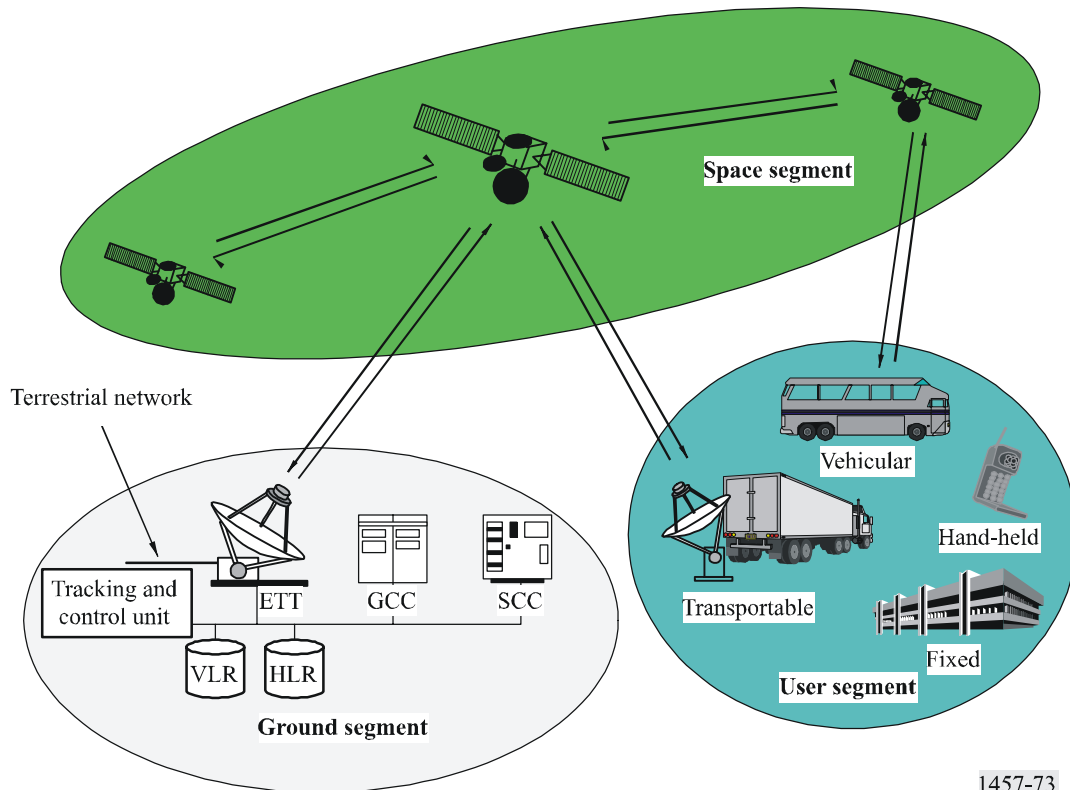 Space segment
Terrestrial network
Vehicular
Hand-held
Tracking and
control unit
ETT
GCC
SCC
Transportable
VLR
HLR
Fixed
User segment
Ground segment
1457-73